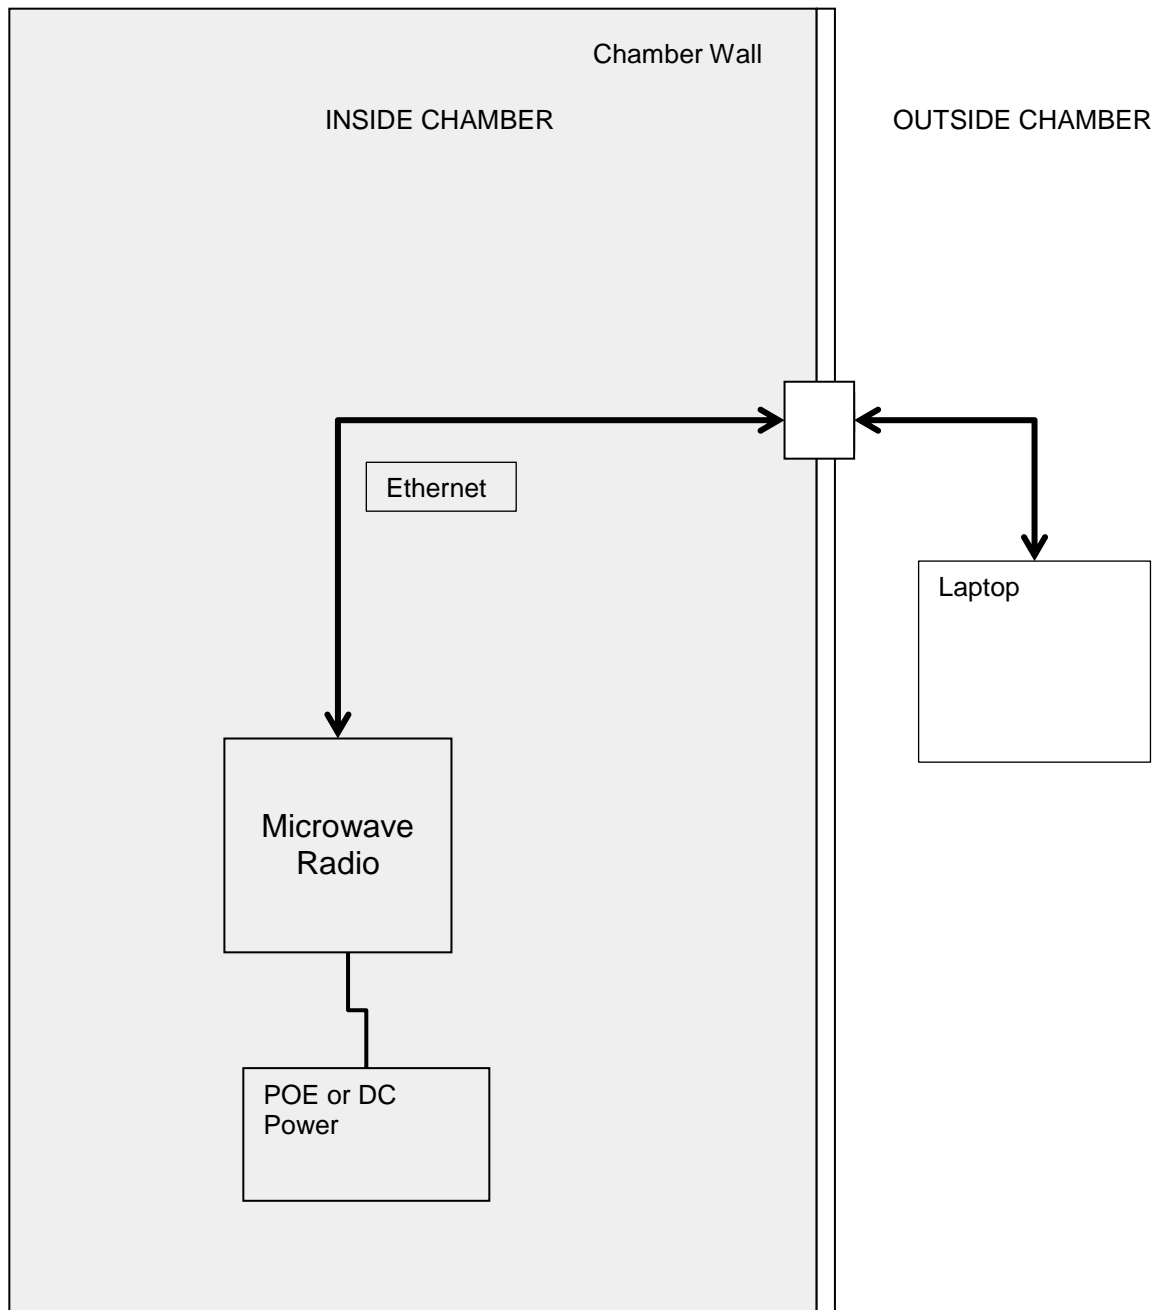 Chamber Wall
INSIDE CHAMBER
OUTSIDE CHAMBER
Ethernet
Laptop
Microwave
Radio
POE or DC
Power